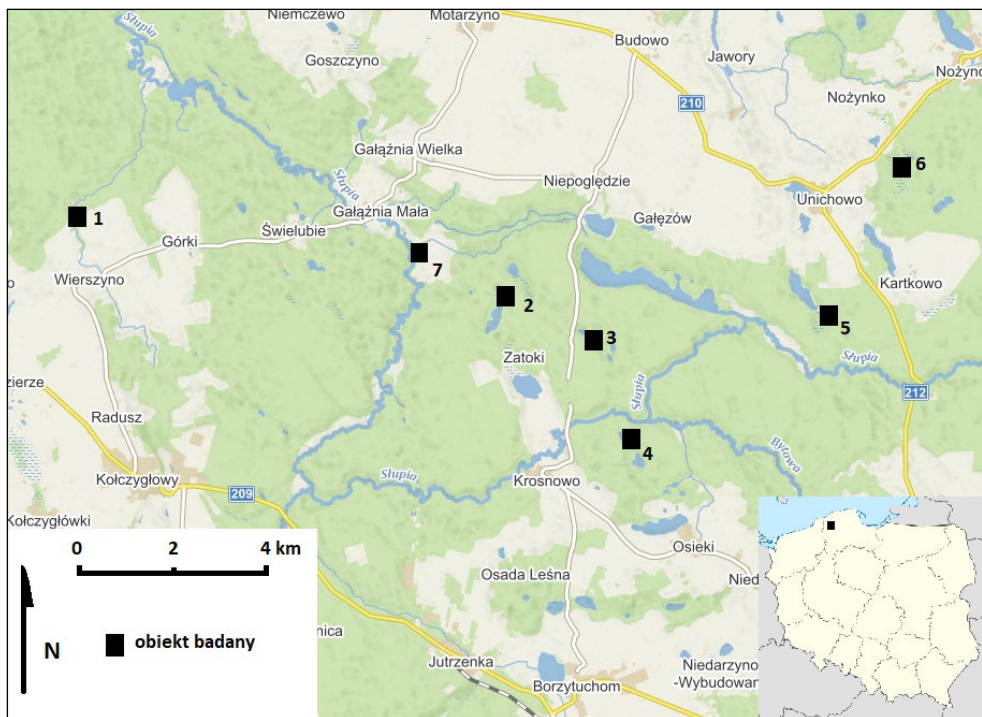 Słupia
Niemczewo
Motarzyno
Goszczyno
Budowo
Jawory
Nożyno
210
Nożynko
6
Gałąźnia Wielka
Słupia
Niepoględzie
Unichowo
1
Gałąźnia Mała
Gałęzów
Świelubie
Górki
7
Wierszyno
2
Kartkowo
5
3
Zatoki
Słupia
Słupia
212
Radusz
4
Bytowa
Kołczygłowy
Słupia
Krosnowo
209
Kołczygłówki
0 2 4 km
Osieki
Osada Leśna
N
obiekt badany
Jutrzenka
Niedarzyno
-Wybudowan
Borzytuchom